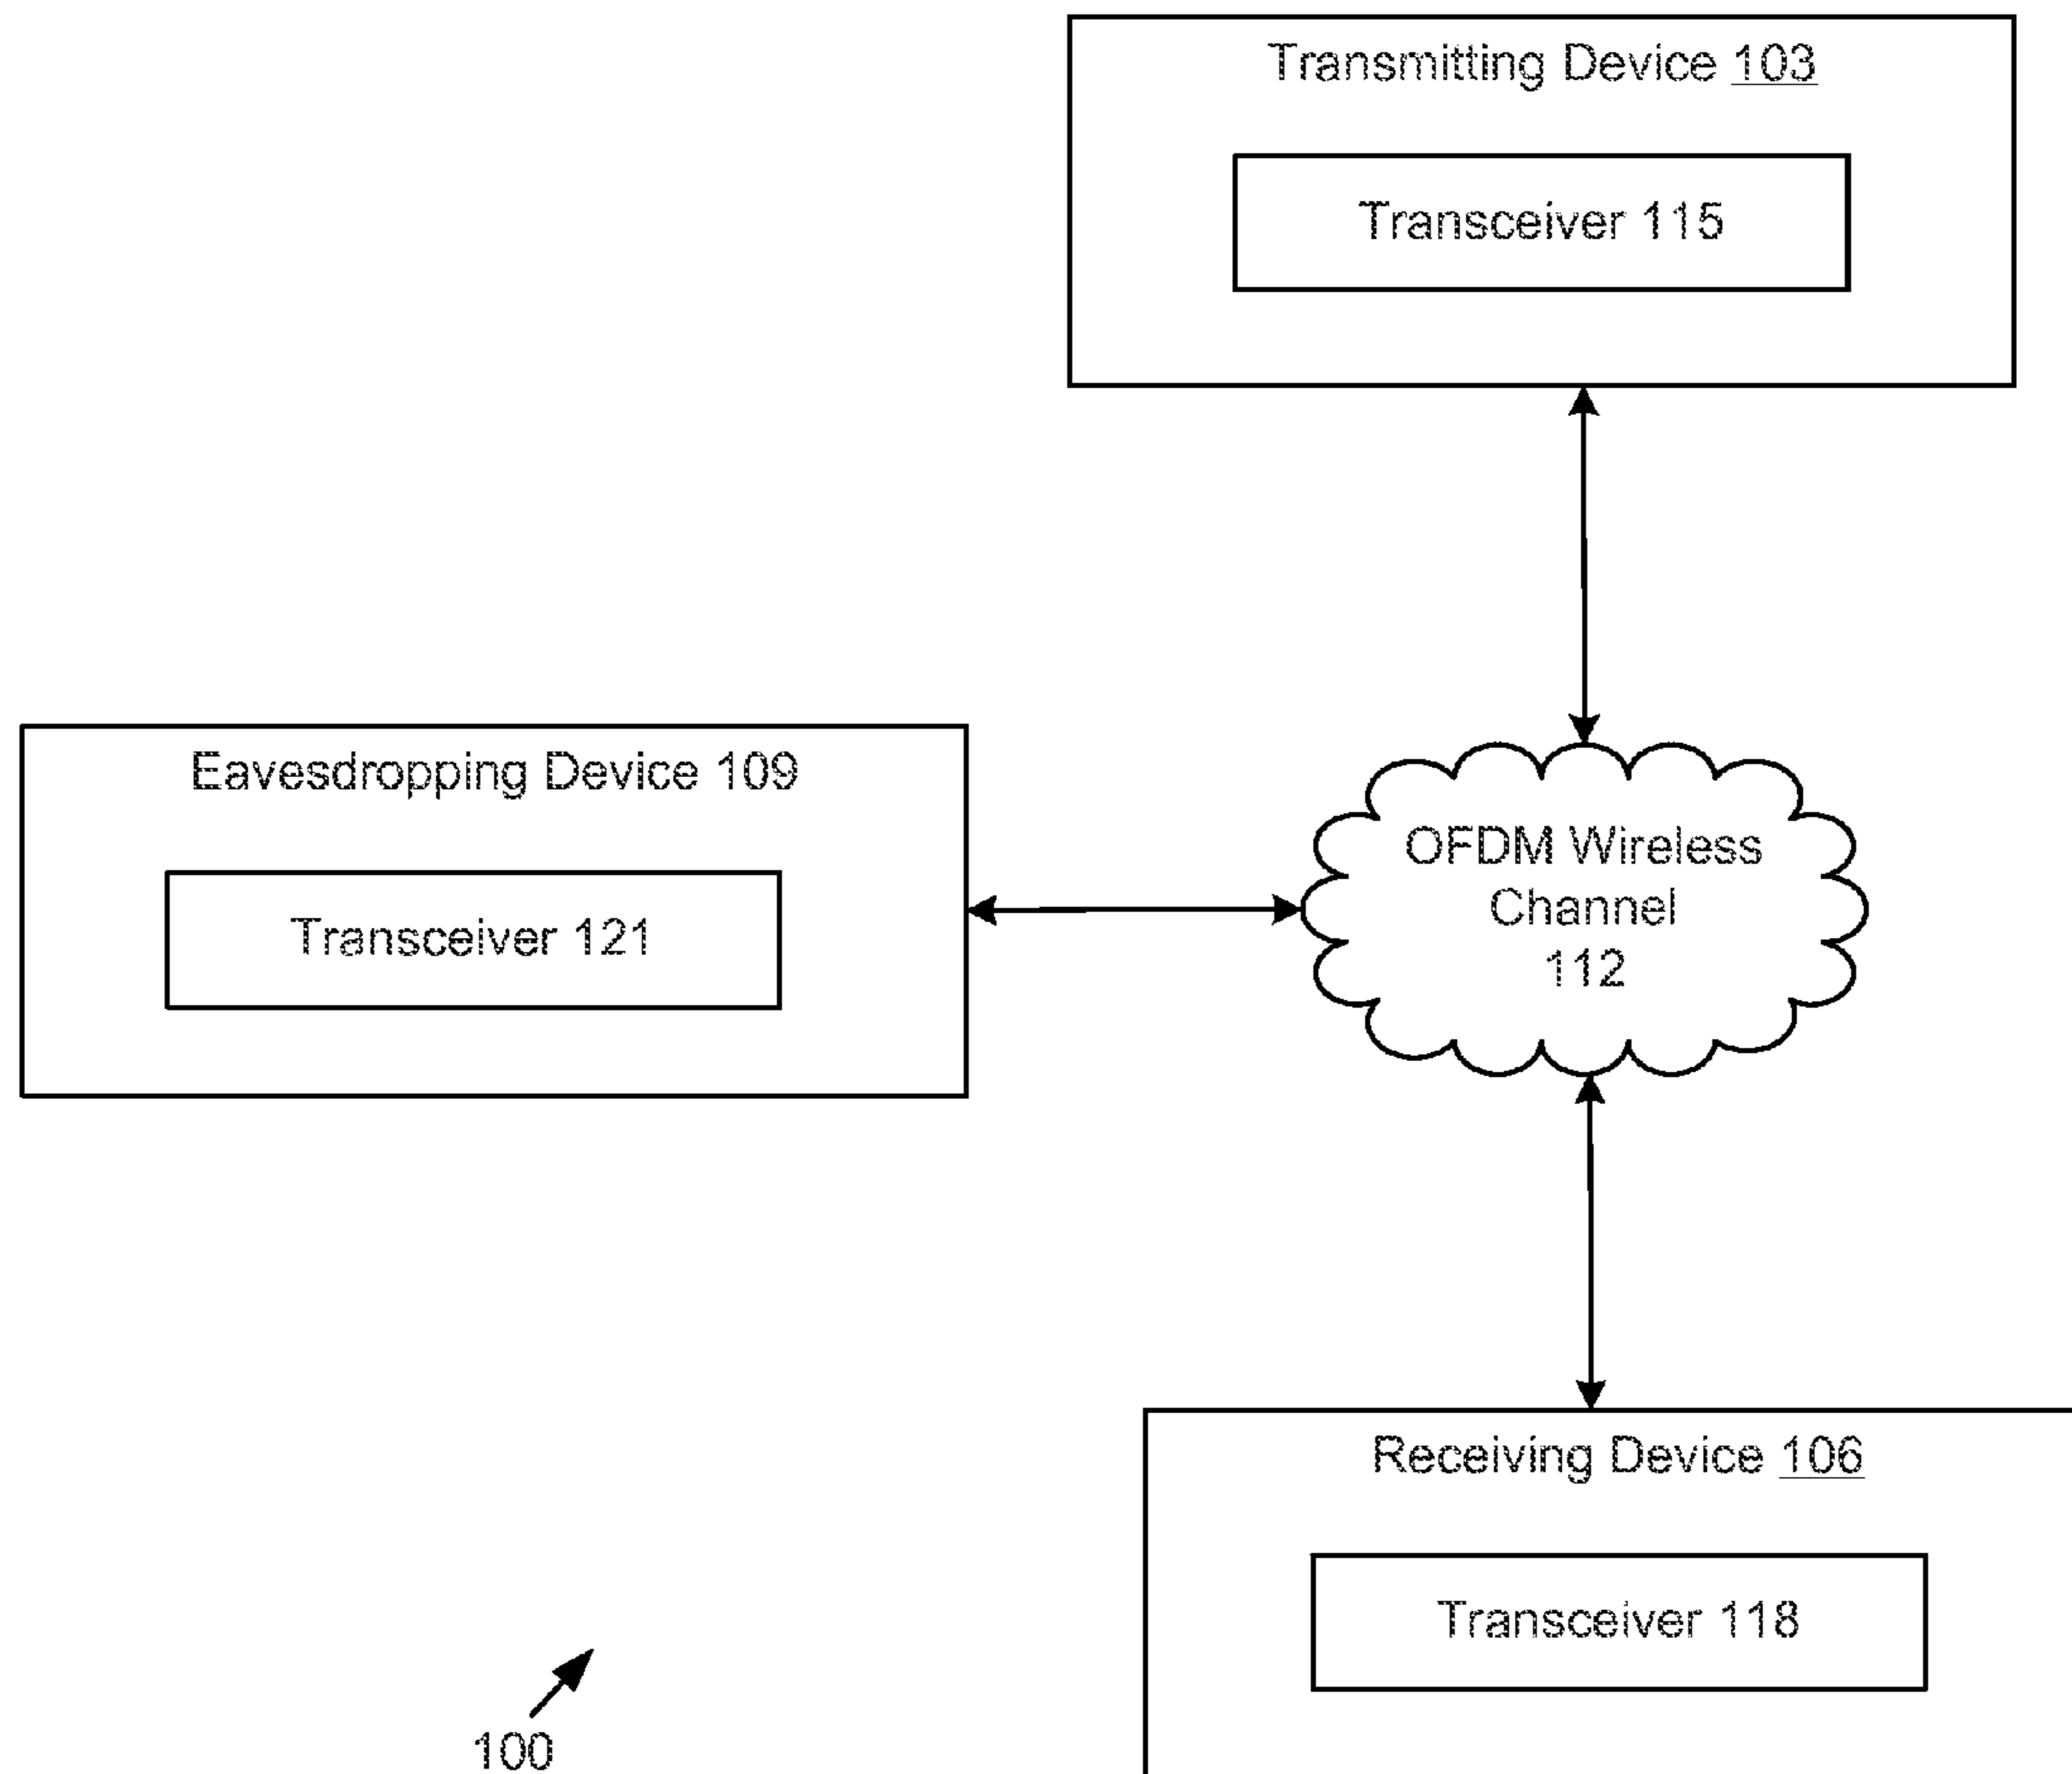 Transmitting Device 103
Transceiver 115
Eavesdropping Device 109
Transceiver 121
OFDM Wireless
Channel
112
Receiving Device 106
Transceiver 118
100